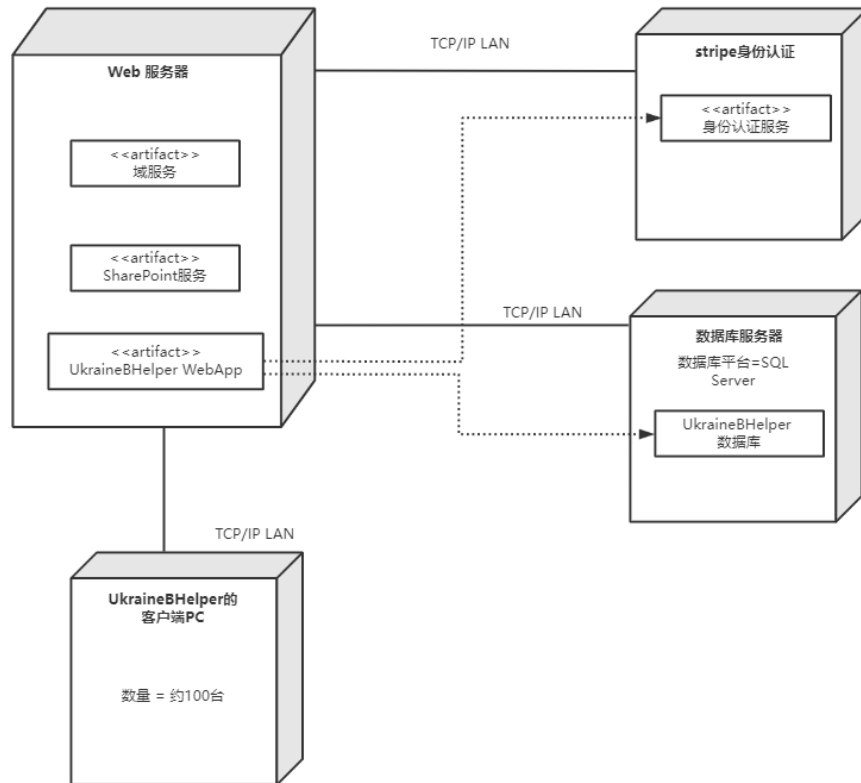 Web 服务器
<<artifact>>
域服务
<<artifact>>
SharePoint服务
<<artifact>>
UkraineBHelper WebApp
TCP/IP LAN
stripe身份认证
<<artifact>>
身份认证服务
TCP/IP LAN
数据库服务器
数据库平台=SQL
Server
UkraineBHelper
数据库
TCP/IP LAN
UkraineBHelper的
客户端PC
数量 = 约100台